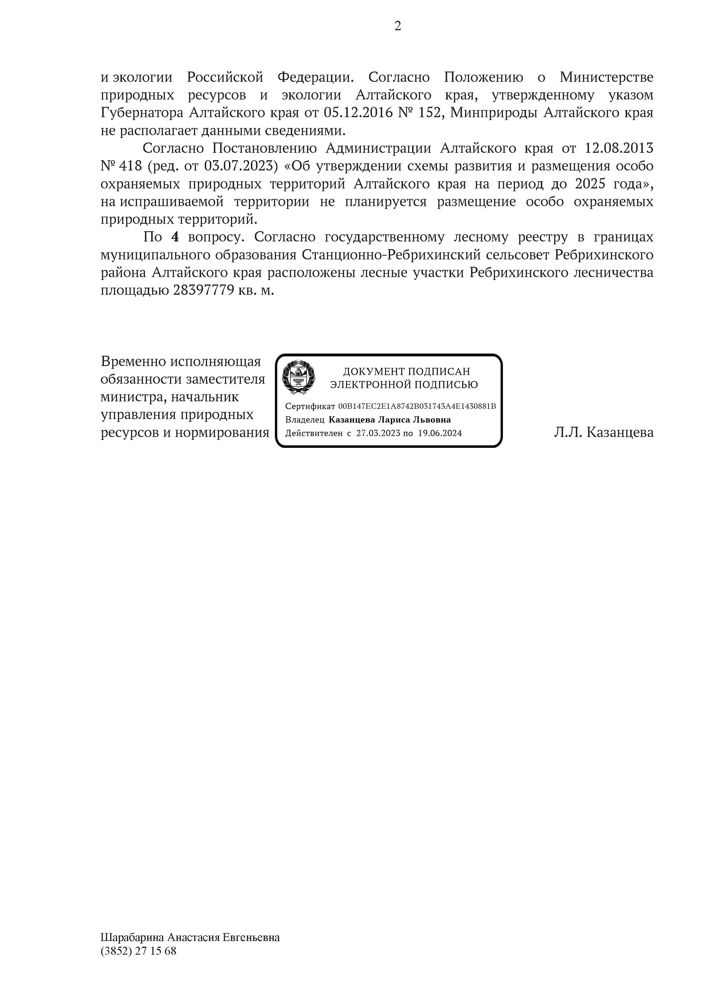 2
и экологии Российской Федерации. Согласно Положению о Министерстве
природных ресурсов и экологии Алтайского края, утвержденному указом
Губернатора Алтайского края от 05.12.2016 № 152, Минприроды Алтайского края
не располагает данными сведениями.
Согласно Постановлению Администрации Алтайского края от 12.08.2013
№ 418 (ред. от 03.07.2023) «Об утверждении схемы развития и размещения особо
охраняемых природных территорий Алтайского края на период до 2025 года»,
на испрашиваемой территории не планируется размещение особо охраняемых
природных территорий.
По 4 вопросу. Согласно государственному лесному реестру в границах
муниципального образования Станционно-Ребрихинский сельсовет Ребрихинского
района Алтайского края расположены лесные участки Ребрихинского лесничества
площадью 28397779 кв. м.
Временно исполняющая
обязанности заместителя
министра, начальник
управления природных
ресурсов и нормирования
ДОКУМЕНТ ПОДПИСАН
ЭЛЕКТРОННОЙ ПОДПИСЬЮ
Сертификат 00B147EC2E1A8742B031743A4E1430881B
Владелец Казанцева Лариса Львовна
Действителен с 27.03.2023 по 19.06.2024
Л.Л. Казанцева
Шарабарина Анастасия Евгеньевна
(3852) 27 15 68